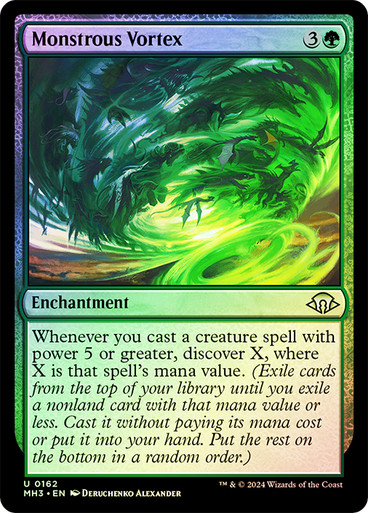 Monstrous Vortex 3
Enchantment
Whenever you cast a creature spell with
power 5 or greater, discover X, where
X is that spell's mana value. (Exile cards
from the top of your library until you exile
a nonland card with that mana value or
less. Cast it without paying its mana cost
or put it into your hand. Put the rest on
the bottom in a random order.)
U 0162
MH3 • EN Deruchenko Alexander
™ & © 2024 Wizards of the Coast